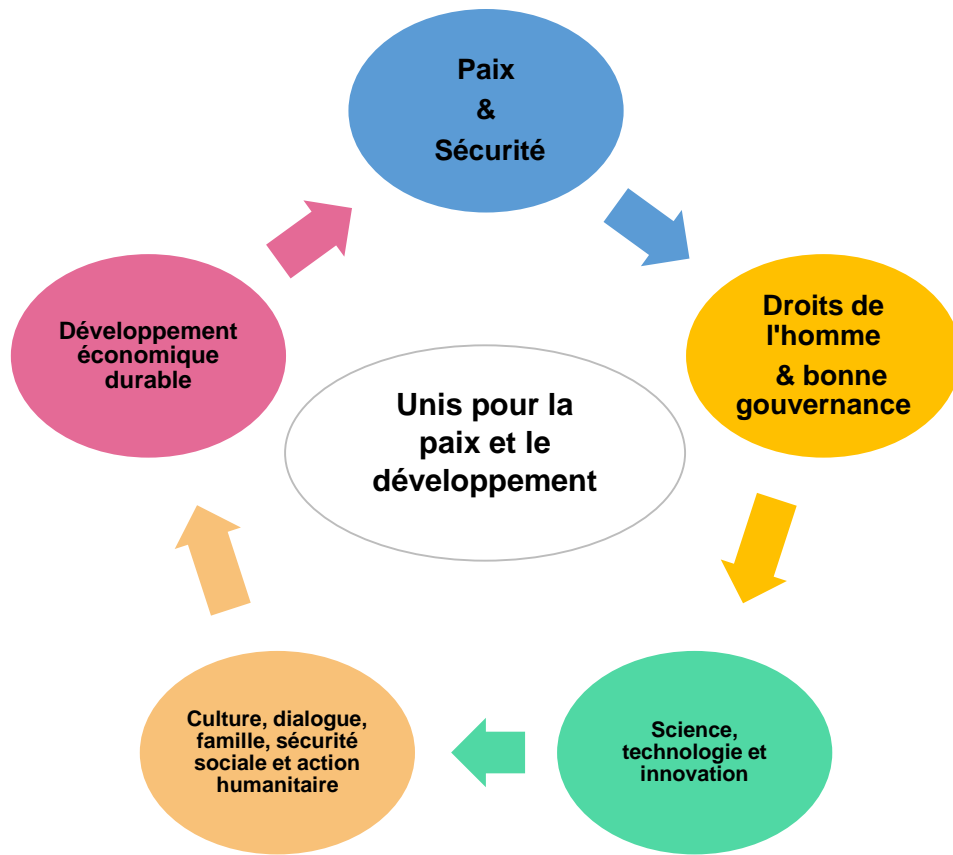 Paix
&
Sécurité
Droits de
l'homme
& bonne
gouvernance
Développement
économique
durable
Unis pour la
paix et le
développement
Culture, dialogue,
famille, sécurité
sociale et action
humanitaire
Science,
technologie et
innovation